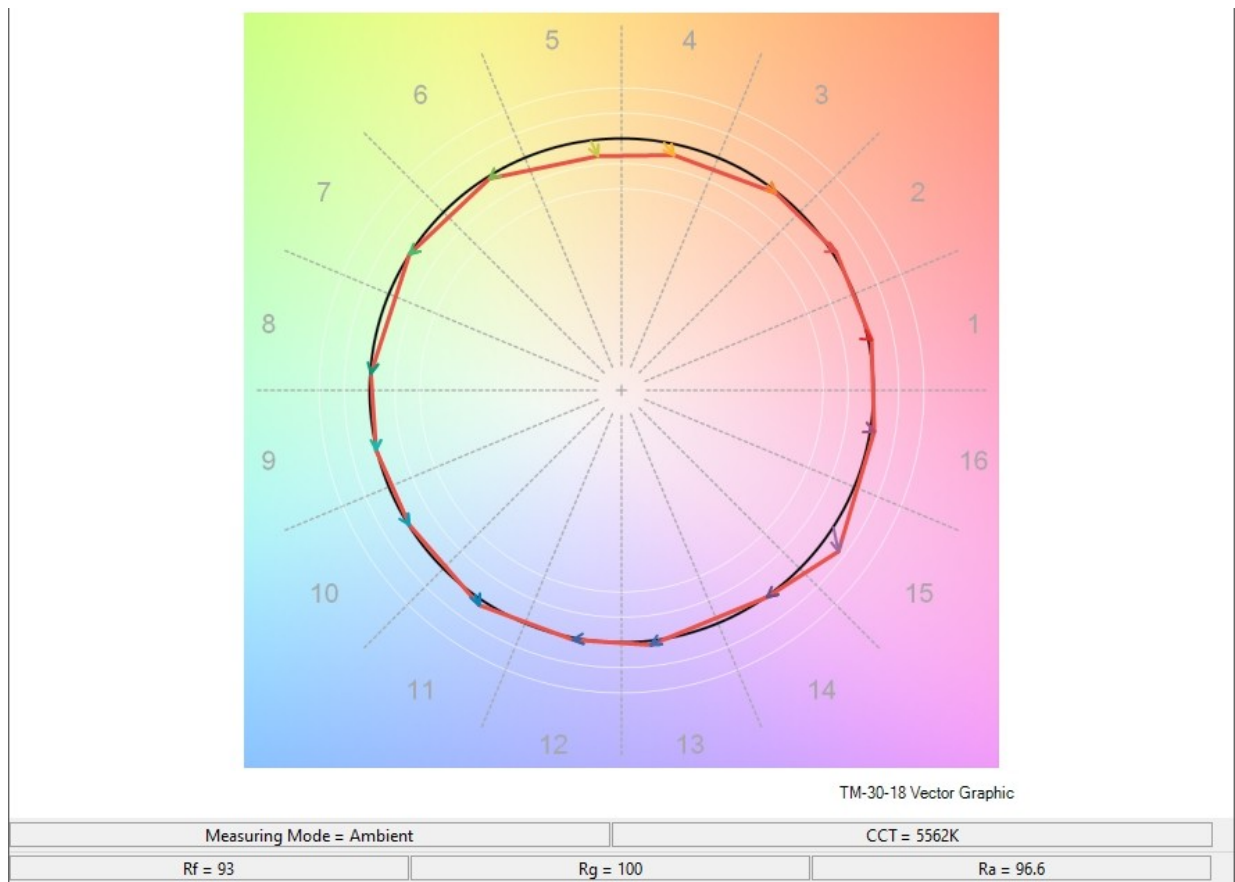 5 4
6 3
7 2
8 1
9 16
10 15
11 14
12 13
TM-30-18 Vector Graphic
Measuring Mode = Ambient CCT = 5562K
Rf = 93 Rg = 100 Ra = 96.6